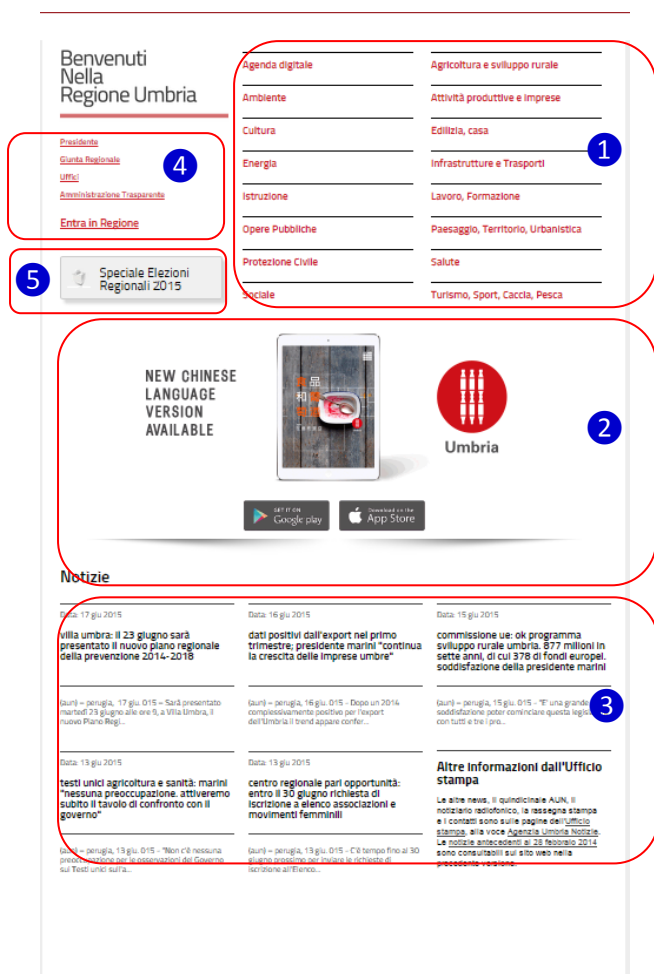 Benvenuti
Nella
Regione Umbria
Presidente
Giunta Regionale
Uffici
Amministrazione Trasparente
Entra in Regione
4
Speciale Elezioni
Regionali 2015
5
Agenda digitale
Agricoltura e sviluppo rurale
Ambiente
Attività produttive e imprese
Cultura
Edilizia, casa
Energia
Infrastrutture e Trasporti
Istruzione
Lavoro, Formazione
Opere Pubbliche
Paesaggio, Territorio, Urbanistica
Protezione Civile
Salute
Sociale
Turismo, Sport, Caccia, Pesca
1
NEW CHINESE
LANGUAGE
VERSION
AVAILABLE
品
和
Umbria
2
GET IT ON
Google play
Download on the
App Store
Notizie
Data: 17 giu 2015
villa umbra: il 23 giugno sarà
presentato il nuovo piano regionale
della prevenzione 2014-2018
(aun) – perugia, 17 giu. 015 – Sarà presentato
martedì 23 giugno alle ore 9, a Villa Umbra, il
nuovo Piano Regi...
Data: 16 giu 2015
dati positivi dall'export nel primo
trimestre; presidente marini "continua
la crescita delle imprese umbre"
(aun) – perugia, 16 giu. 015 - Dopo un 2014
complessivamente positivo per l'export
dell'Umbria il trend appare confer...
Data: 15 giu 2015
commissione ue: ok programma
sviluppo rurale umbria. 877 milioni in
sette anni, di cui 378 di fondi europei.
soddisfazione della presidente marini
(aun) – perugia, 15 giu. 015 - "E' una grande
soddisfazione poter cominciare questa legis
con tutti e tre i pro...
3
Data: 13 giu 2015
testi unici agricoltura e sanità: marini
"nessuna preoccupazione. attiveremo
subito il tavolo di confronto con il
governo"
(aun) – perugia, 13 giu. 015 - "Non c'è nessuna
preoccupazione per le osservazioni del Governo
sui Testi unici sull'a...
Data: 13 giu 2015
centro regionale pari opportunità:
entro il 30 giugno richiesta di
iscrizione a elenco associazioni e
movimenti femminili
(aun) – perugia, 13 giu. 015 - C'è tempo fino al 30
giugno prossimo per inviare le richieste di
iscrizione all'Elenco...
Altre informazioni dall'Ufficio
stampa
Le altre news, il quindicinale AUN, il
notiziario radiofonico, la rassegna stampa
e i contatti sono sulle pagine dell'Ufficio
stampa, alla voce Agenzia Umbria Notizie.
Le notizie antecedenti al 28 febbraio 2014
sono consultabili sul sito web nella
precedente versione.